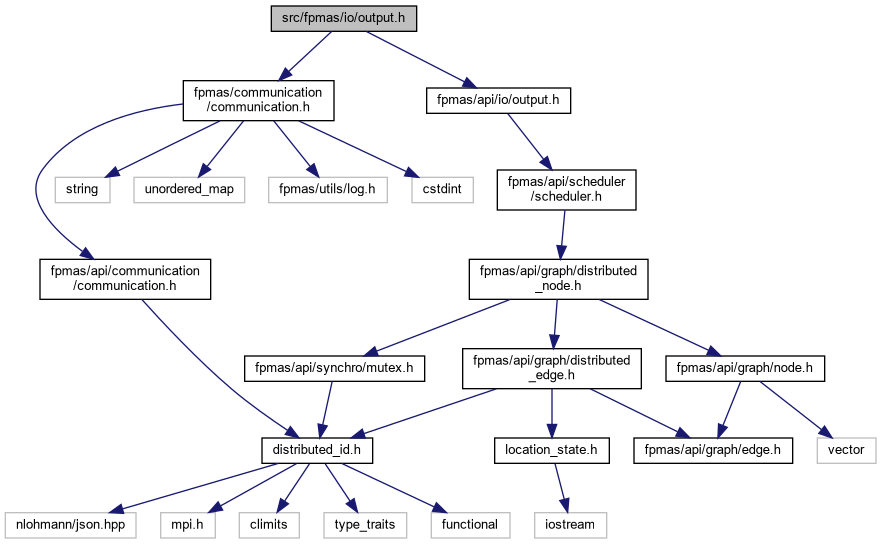 src/fpmas/io/output.h
fpmas/communication
/communication.h
fpmas/api/io/output.h
string
unordered_map
fpmas/utils/log.h
cstdint
fpmas/api/scheduler
/scheduler.h
fpmas/api/communication
/communication.h
fpmas/api/graph/distributed
_node.h
fpmas/api/synchro/mutex.h
fpmas/api/graph/distributed
_edge.h
fpmas/api/graph/node.h
distributed_id.h
location_state.h
fpmas/api/graph/edge.h
vector
nlohmann/json.hpp
mpi.h
climits
type_traits
functional
iostream